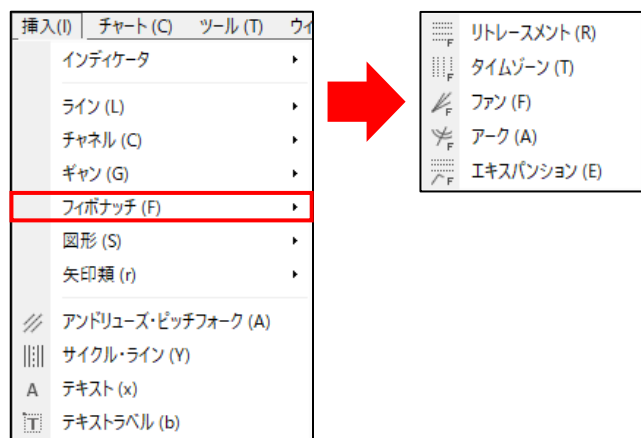 挿入(I) チャート(C) ツール(T) ウィ
インディケータ
ライン(L)
チャネル(C)
ギャン(G)
フィボナッチ(F)
図形(S)
矢印類(r)
アンドリューズ・ピッチフォーク(A)
サイクル・ライン(Y)
A テキスト(x)
T テキストラベル(b)
F リトレースメント(R)
F タイムゾーン(T)
F ファン(F)
F アーク(A)
F エキスパンション(E)